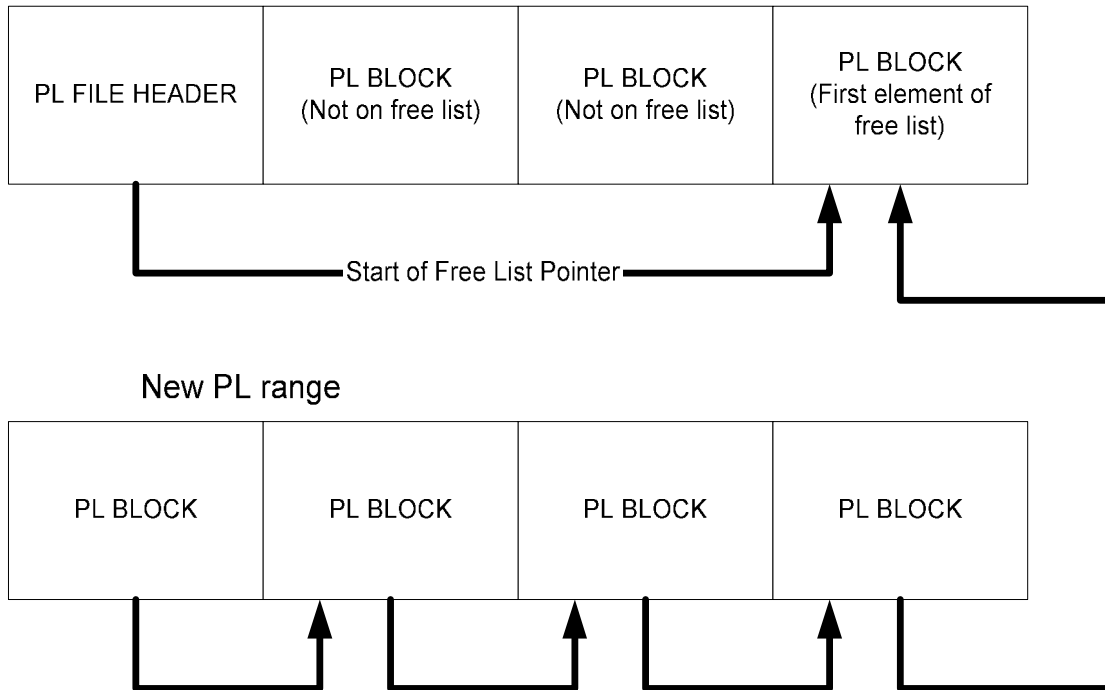 PL FILE HEADER
PL BLOCK
(Not on free list)
PL BLOCK
(Not on free list)
PL BLOCK
(First element of
free list)
Start of Free List Pointer
New PL range
PL BLOCK
PL BLOCK
PL BLOCK
PL BLOCK